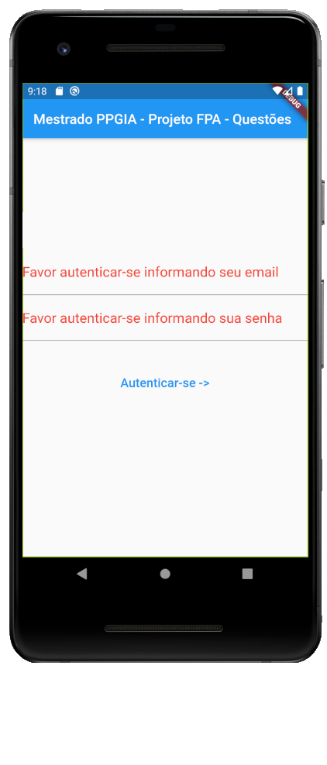 9:18
DEBUG
Mestrado PPGIA - Projeto FPA - Questões
Favor autenticar-se informando seu email
Favor autenticar-se informando sua senha
Autenticar-se ->